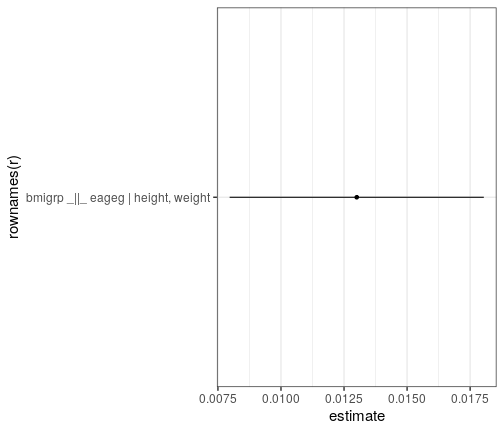 rownames(r)
bmigrp _||_ eageg | height, weight
0.0075 0.0100 0.0125 0.0150 0.0175
estimate